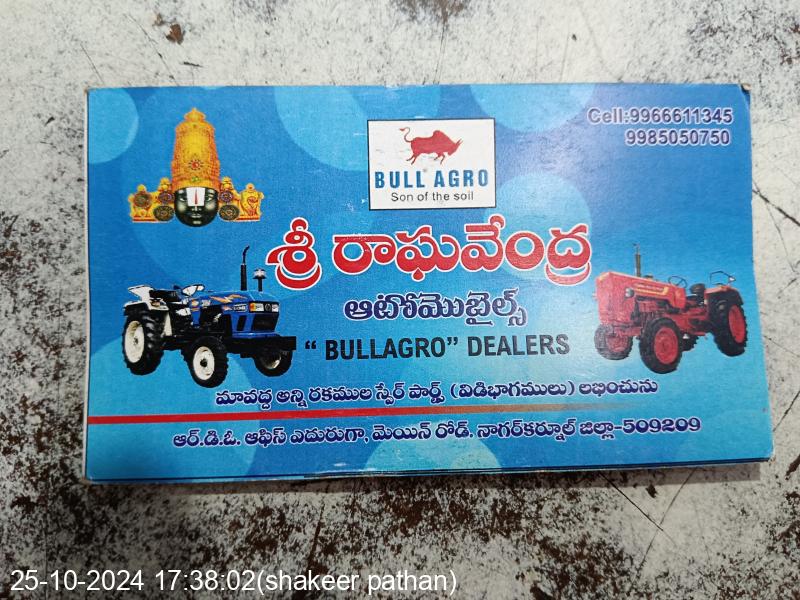 Cell:9966611345
9985050750
BULL AGRO
Son of the soil
శ్రీ రాఘవేంద్ర
ఆటోమొబైల్స్
“ BULLAGRO” DEALERS
మావద్ద అన్ని రకముల స్పేర్ పార్ట్స్ (విడిభాగములు) లభించును
ఆర్.డి.ఓ. ఆఫీస్ ఎదురుగా, మెయిన్ రోడ్. నాగర్‌కర్నూల్ జిల్లా-509209
25-10-2024 17:38:02(shakeer pathan)